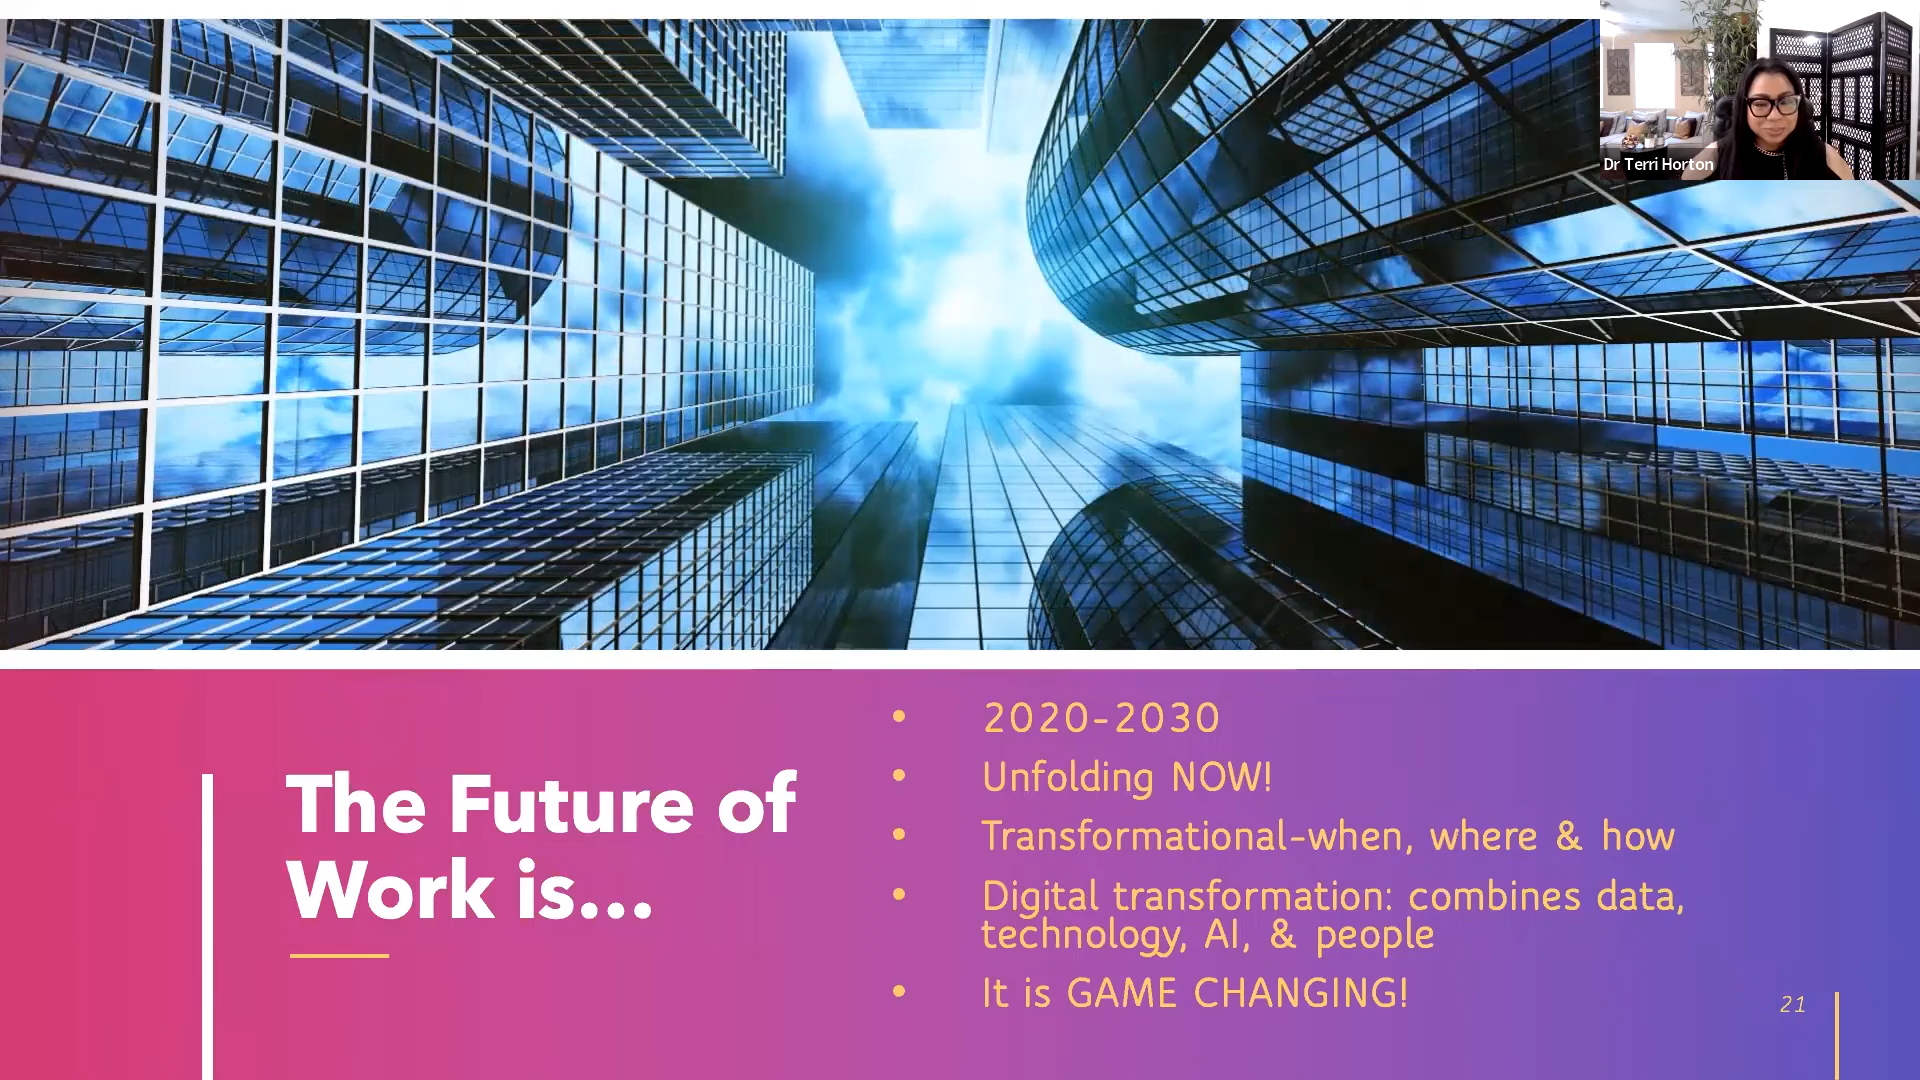 Dr Terri Horton
The Future of
Work is...
• 2020-2030
• Unfolding NOW!
• Transformational-when, where & how
• Digital transformation: combines data,
technology, AI, & people
• It is GAME CHANGING!
21